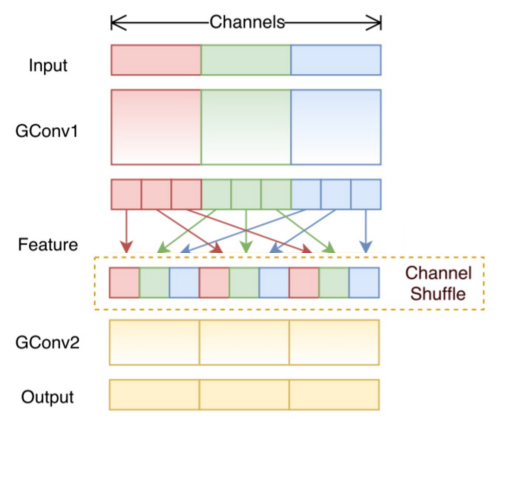 Channels
Input
GConv1
Feature
Channel
Shuffle
GConv2
Output